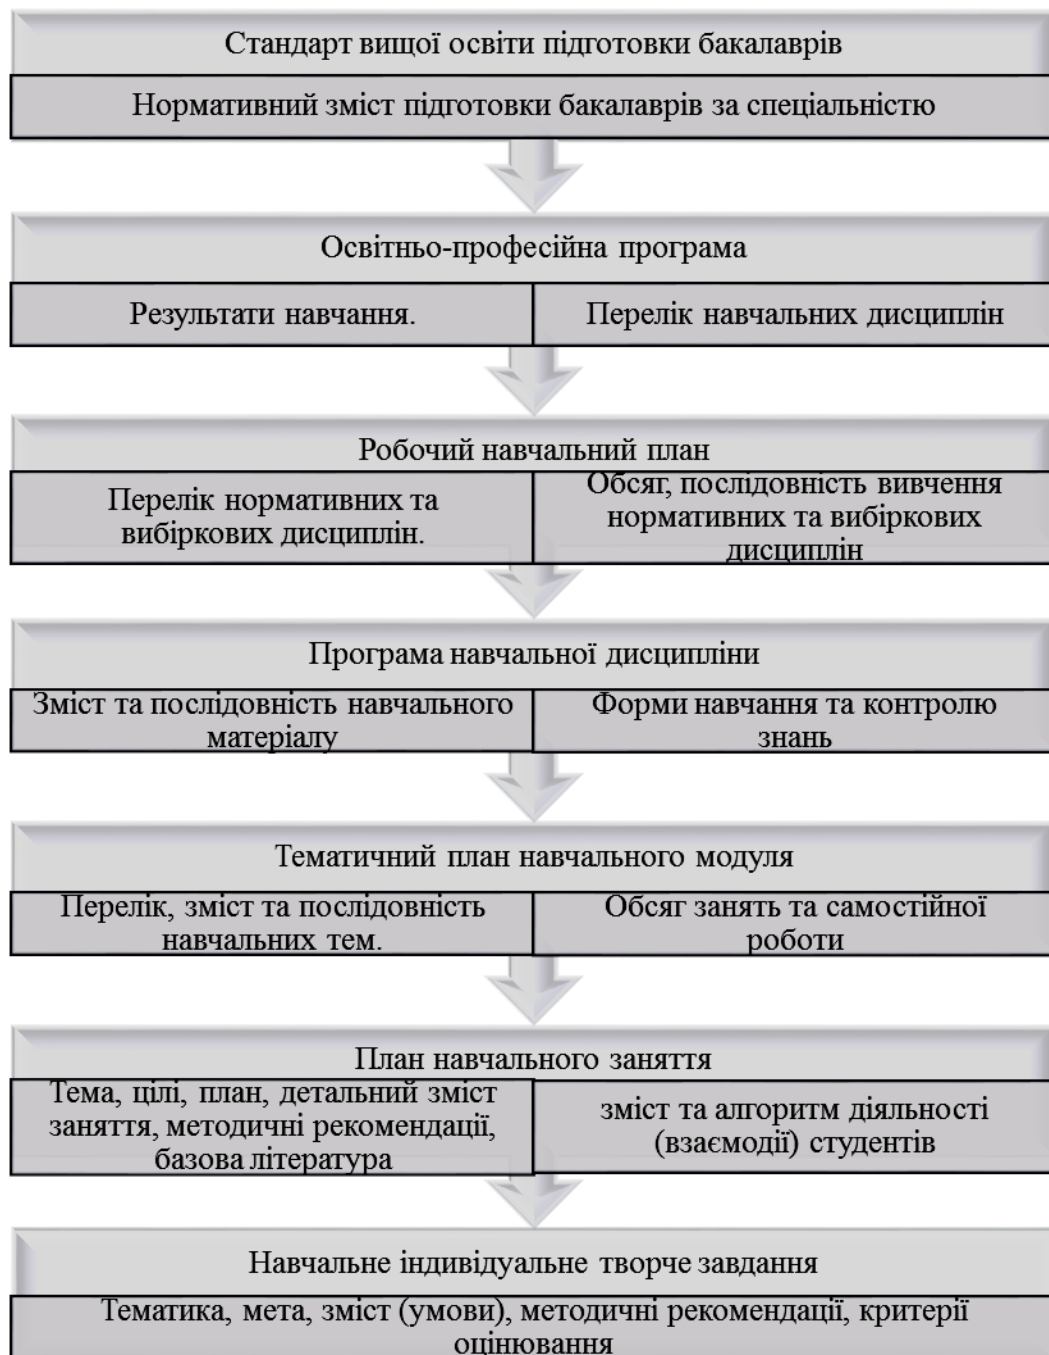 Стандарт вищої освіти підготовки бакалаврів
Нормативний зміст підготовки бакалаврів за спеціальністю
Освітньо-професійна програма
Результати навчання.
Перелік навчальних дисциплін
Робочий навчальний план
Перелік нормативних та
вибіркових дисциплін.
Обсяг, послідовність вивчення
нормативних та вибіркових
дисциплін
Програма навчальної дисципліни
Зміст та послідовність навчального
матеріалу
Форми навчання та контролю
знань
Тематичний план навчального модуля
Перелік, зміст та послідовність
навчальних тем.
Обсяг занять та самостійної
роботи
План навчального заняття
Тема, цілі, план, детальний зміст
заняття, методичні рекомендації,
базова література
зміст та алгоритм діяльності
(взаємодії) студентів
Навчальне індивідуальне творче завдання
Тематика, мета, зміст (умови), методичні рекомендації, критерії
оцінювання